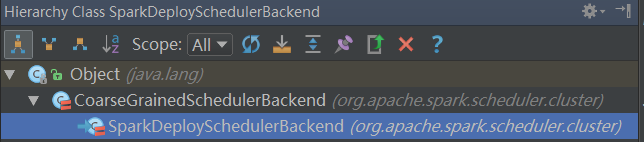 Hierarchy Class SparkDeploySchedulerBackend
Scope: All
Object (java.lang)
CoarseGrainedSchedulerBackend (org.apache.spark.scheduler.cluster)
SparkDeploySchedulerBackend (org.apache.spark.scheduler.cluster)